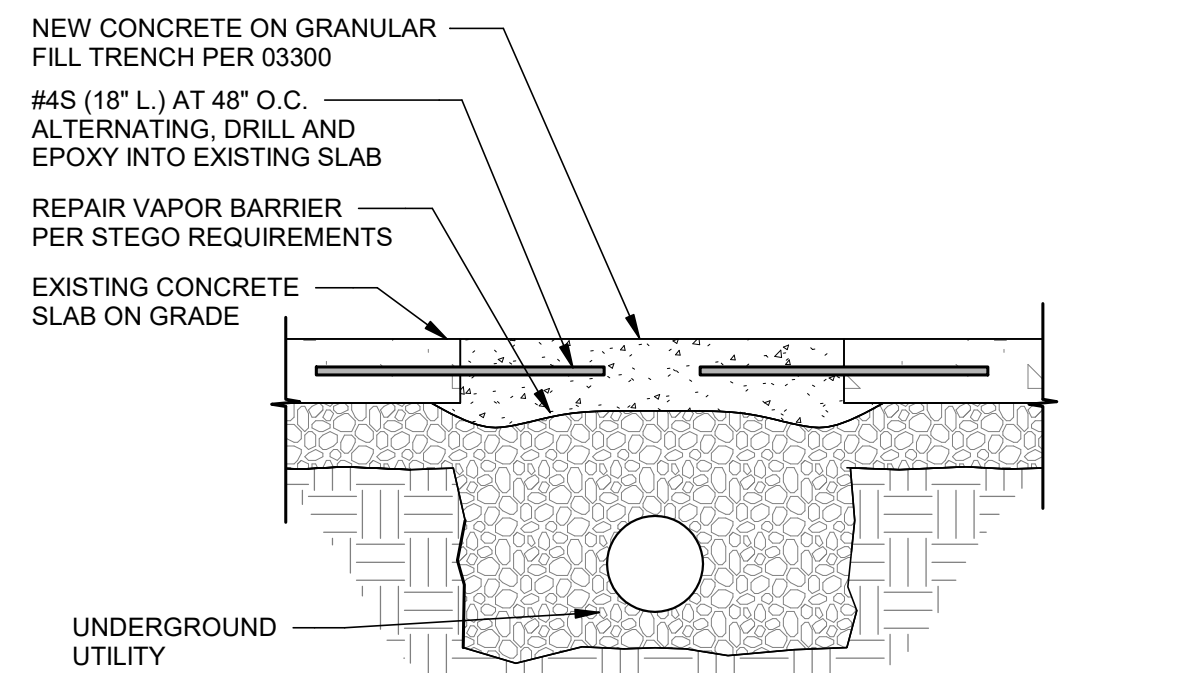 NEW CONCRETE ON GRANULAR
FILL TRENCH PER 03300
#4S (18" L.) AT 48" O.C.
ALTERNATING, DRILL AND
EPOXY INTO EXISTING SLAB
REPAIR VAPOR BARRIER
PER STEGO REQUIREMENTS
EXISTING CONCRETE
SLAB ON GRADE
UNDERGROUND
UTILITY